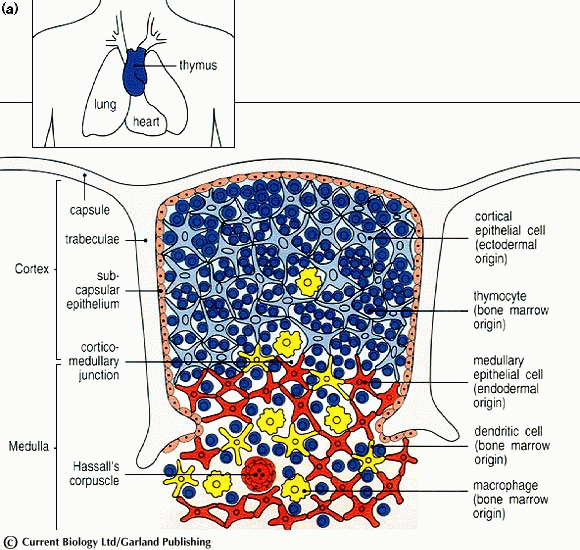 (a)
thymus
lung
heart
capsule
trabeculae
Cortex
sub-
capsular
epithelium
cortico-
medullary
junction
Medulla
Hassall's
corpuscle
cortical
epithelial cell
(ectodermal
origin)
thymocyte
(bone marrow
origin)
medullary
epithelial cell
(endodermal
origin)
dendritic cell
(bone marrow
origin)
macrophage
(bone marrow
origin)
© Current Biology Ltd/Garland Publishing